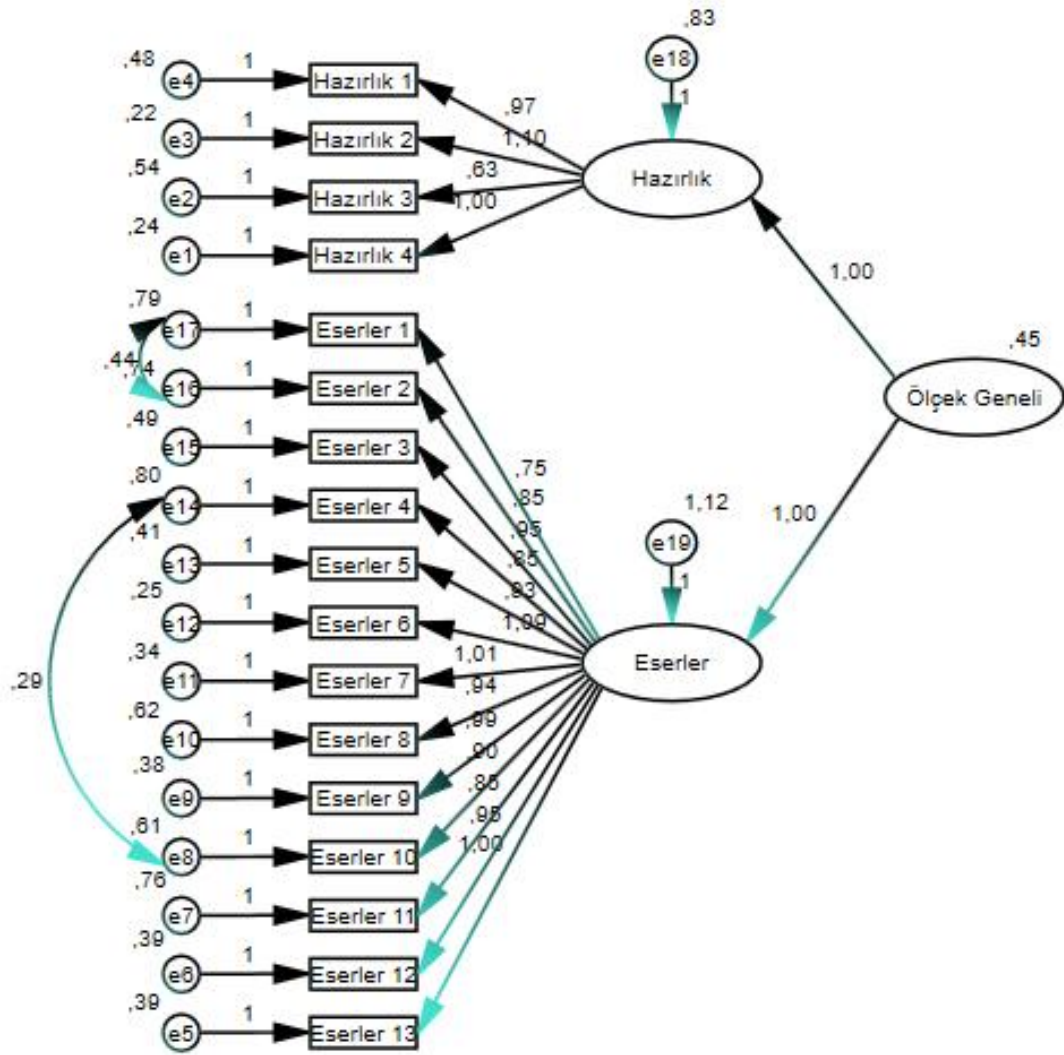 ,83
e18
1
,48
e4
1
Hazırlık 1
,97
,22
e3
1
Hazırlık 2
1,10
Hazırlık
,54
e2
1
Hazırlık 3
,63
,24
e1
1
Hazırlık 4
1,00
1,00
,45
Ölçek Geneli
,79
e17
1
Eserler 1
,44
,74
e16
1
Eserler 2
,49
e15
1
Eserler 3
,75
,80
e14
1
Eserler 4
,85
1,12
e19
1
1,00
,41
e13
1
Eserler 5
,95
,85
,25
e12
1
Eserler 6
,93
1,09
,34
e11
1
Eserler 7
1,01
Eserler
,29
,62
e10
1
Eserler 8
,94
,38
e9
1
Eserler 9
,99
,90
,61
e8
1
Eserler 10
,85
,95
1,00
,76
e7
1
Eserler 11
,39
e6
1
Eserler 12
,39
e5
1
Eserler 13